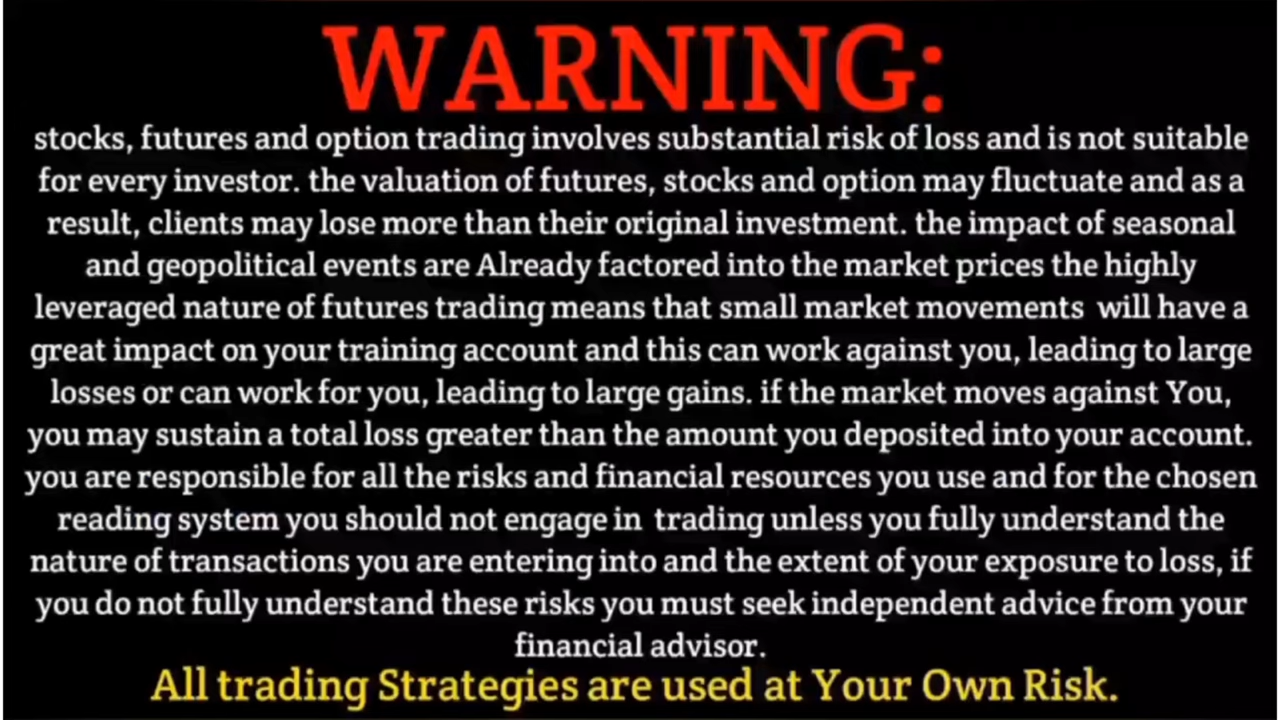 WARNING:
stocks, futures and option trading involves substantial risk of loss and is not suitable
for every investor. the valuation of futures, stocks and option may fluctuate and as a
result, clients may lose more than their original investment. the impact of seasonal
and geopolitical events are Already factored into the market prices the highly
leveraged nature of futures trading means that small market movements will have a
great impact on your training account and this can work against you, leading to large
losses or can work for you, leading to large gains. if the market moves against You,
you may sustain a total loss greater than the amount you deposited into your account.
you are responsible for all the risks and financial resources you use and for the chosen
reading system you should not engage in trading unless you fully understand the
nature of transactions you are entering into and the extent of your exposure to loss, if
you do not fully understand these risks you must seek independent advice from your
financial advisor.
All trading Strategies are used at Your Own Risk.